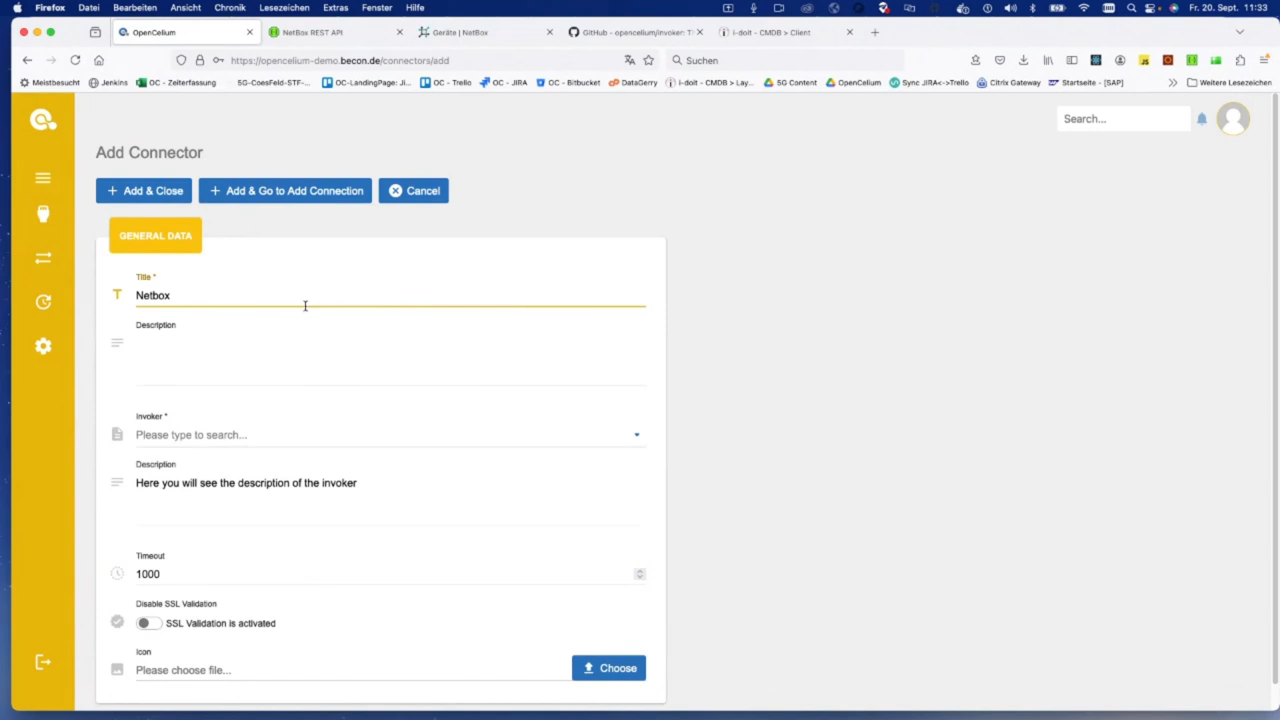 Firefox Datei Bearbeiten Ansicht Chronik Lesezeichen Extras Fenster Hilfe Fr. 20. Sept. 11:33
OpenCelium NetBox REST API Geräte | NetBox GitHub - opencelium/invoker: T i-doit - CMDB > Client
https://opencelium-demo.becon.de/connectors/add Suchen
Meistbesucht Jenkins OC - Zeiterfassung 5G-CoesFeld-STF-... OC-LandingPage: Ji... OC - Trello OC - JIRA OC - Bitbucket DataGerry i-doit - CMDB > Lay... 5G Content OpenCelium Sync JIRA<->Trello Citrix Gateway Startseite - [SAP] Weitere Lesezeichen
Search...
Add Connector
+ Add & Close + Add & Go to Add Connection Cancel
GENERAL DATA
Title *
Netbox
Description
Invoker *
Please type to search...
Description
Here you will see the description of the invoker
Timeout
1000
Disable SSL Validation
SSL Validation is activated
Icon
Please choose file... Choose